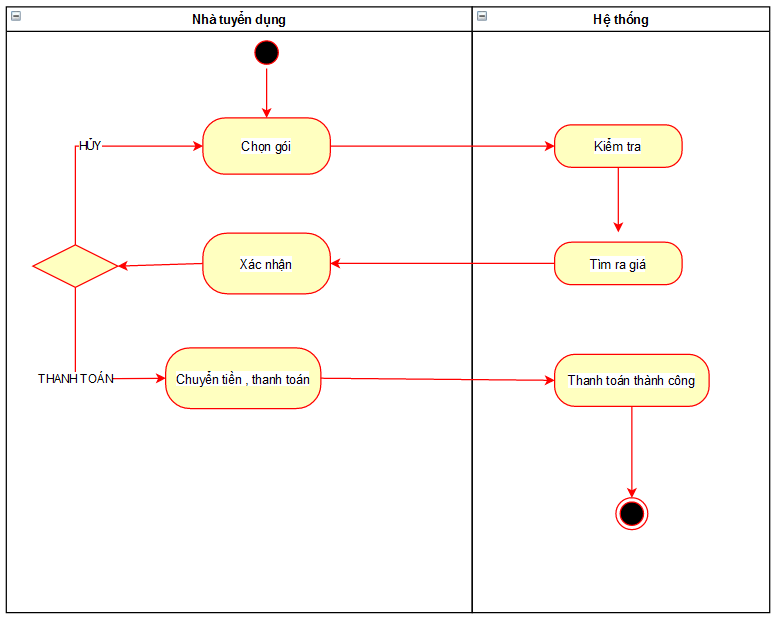 Nhà tuyển dụng
Hệ thống
HỦY
Chọn gói
Kiểm tra
Xác nhận
Tìm ra giá
THANH TOÁN
Chuyển tiền , thanh toán
Thanh toán thành công